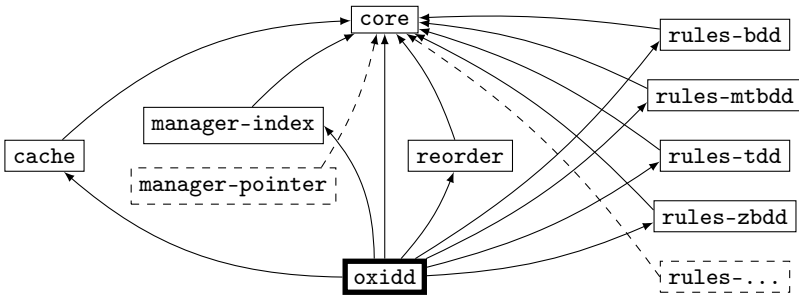 core
rules-bdd
rules-mtbdd
manager-index
cache
reorder
rules-tdd
manager-pointer
rules-zbdd
oxidd
rules-...